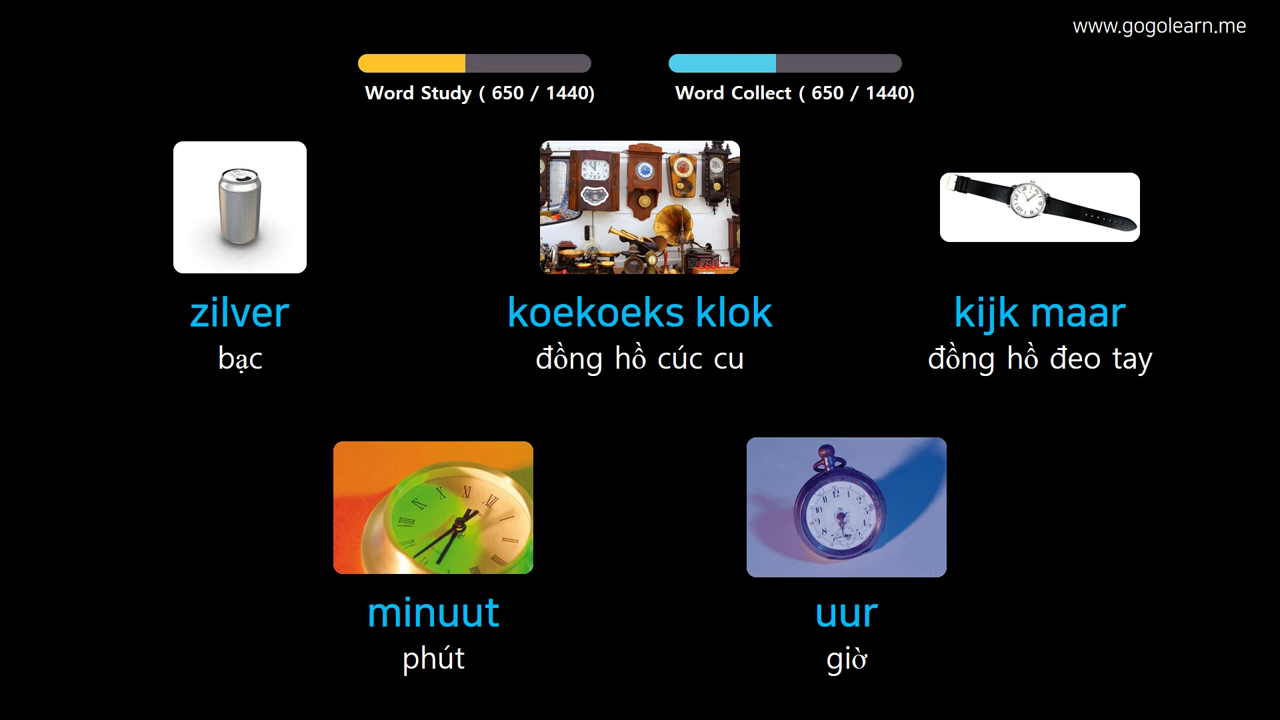 www.gogolearn.me
Word Study ( 650 / 1440)
Word Collect ( 650 / 1440)
zilver
bạc
koekoeks klok
đồng hồ cúc cu
kijk maar
đồng hồ đeo tay
minuut
phút
uur
giờ